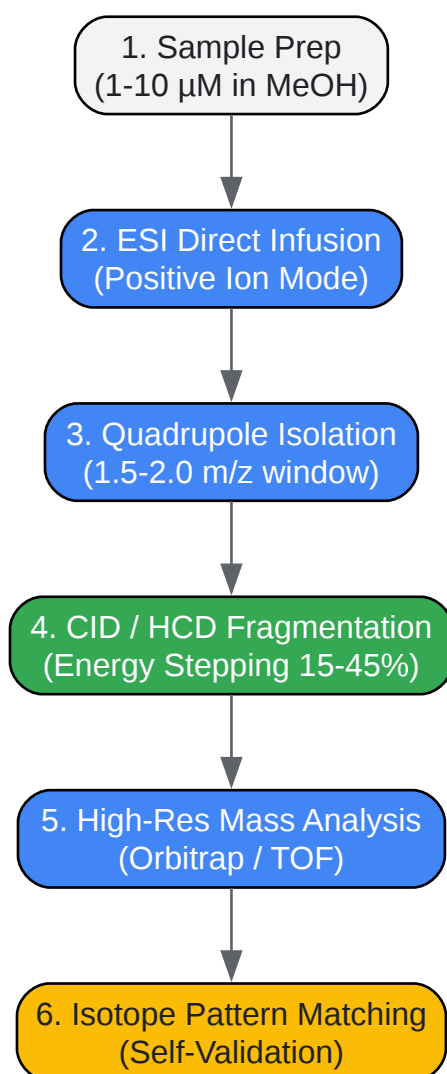 1. Sample Prep
(1-10 µM in MeOH)
2. ESI Direct Infusion
(Positive Ion Mode)
3. Quadrupole Isolation
(1.5-2.0 m/z window)
4. CID / HCD Fragmentation
(Energy Stepping 15-45%)
5. High-Res Mass Analysis
(Orbitrap / TOF)
6. Isotope Pattern Matching
(Self-Validation)